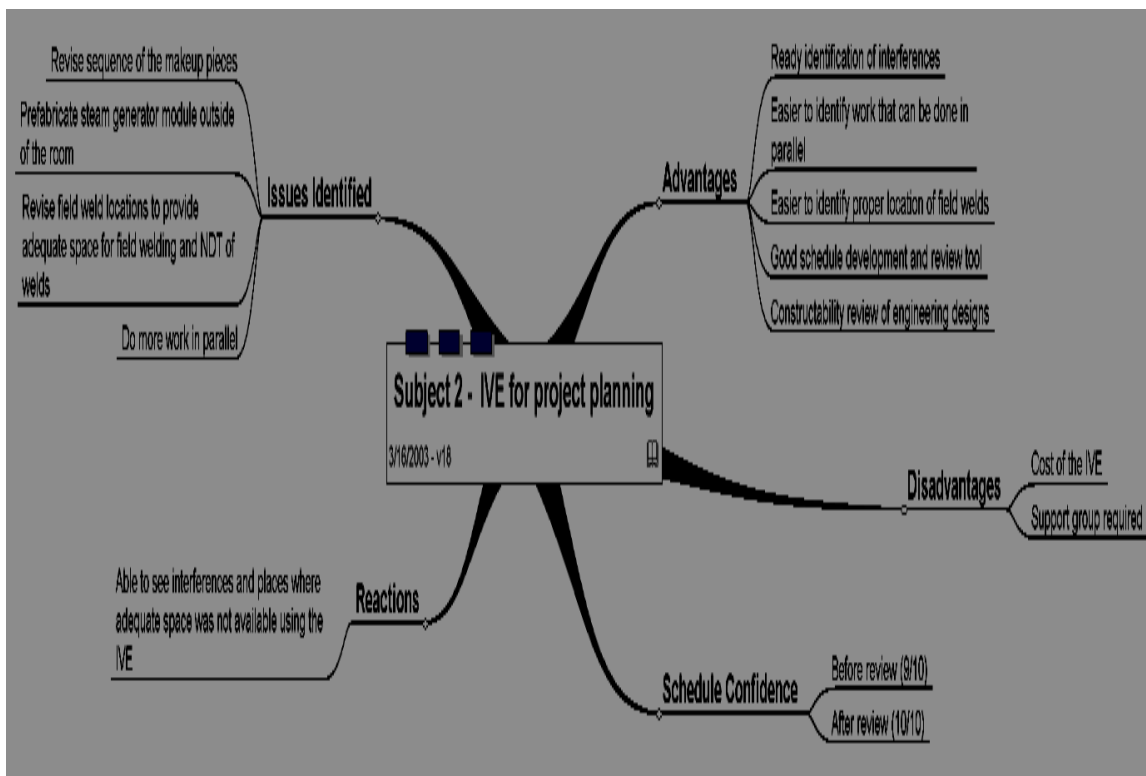 Revise sequence of the makeup pieces
Prefabricate steam generator module outside
of the room
Revise field weld locations to provide
adequate space for field welding and NDT of
welds
Do more work in parallel
Issues Identified
Advantages
Ready identification of interferences
Easier to identify work that can be done in
parallel
Easier to identify proper location of field welds
Good schedule development and review tool
Constructability review of engineering designs
Subject 2 - IVE for project planning
3/16/2003 - v18
Disadvantages
Cost of the IVE
Support group required
Reactions
Able to see interferences and places where
adequate space was not available using the
IVE
Schedule Confidence
Before review (9/10)
After review (10/10)